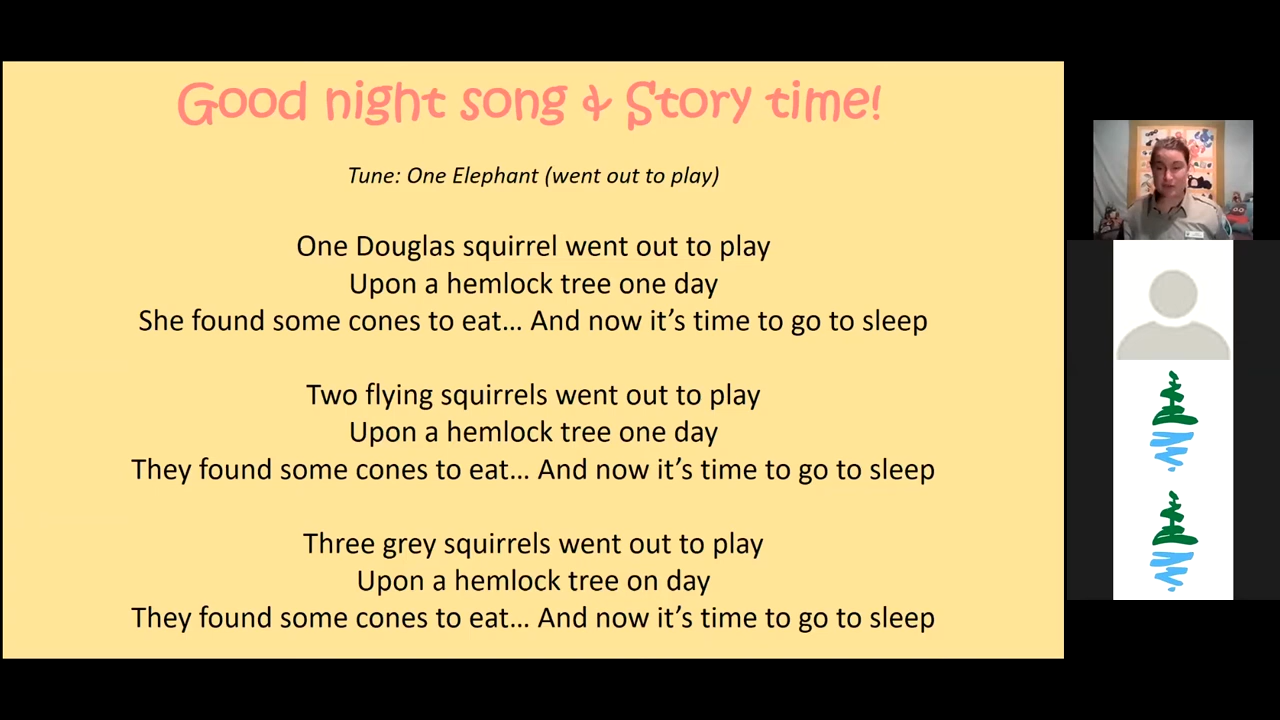 Good night song & Story time!
Tune: One Elephant (went out to play)
One Douglas squirrel went out to play
Upon a hemlock tree one day
She found some cones to eat... And now it's time to go to sleep
Two flying squirrels went out to play
Upon a hemlock tree one day
They found some cones to eat... And now it's time to go to sleep
Three grey squirrels went out to play
Upon a hemlock tree on day
They found some cones to eat... And now it's time to go to sleep